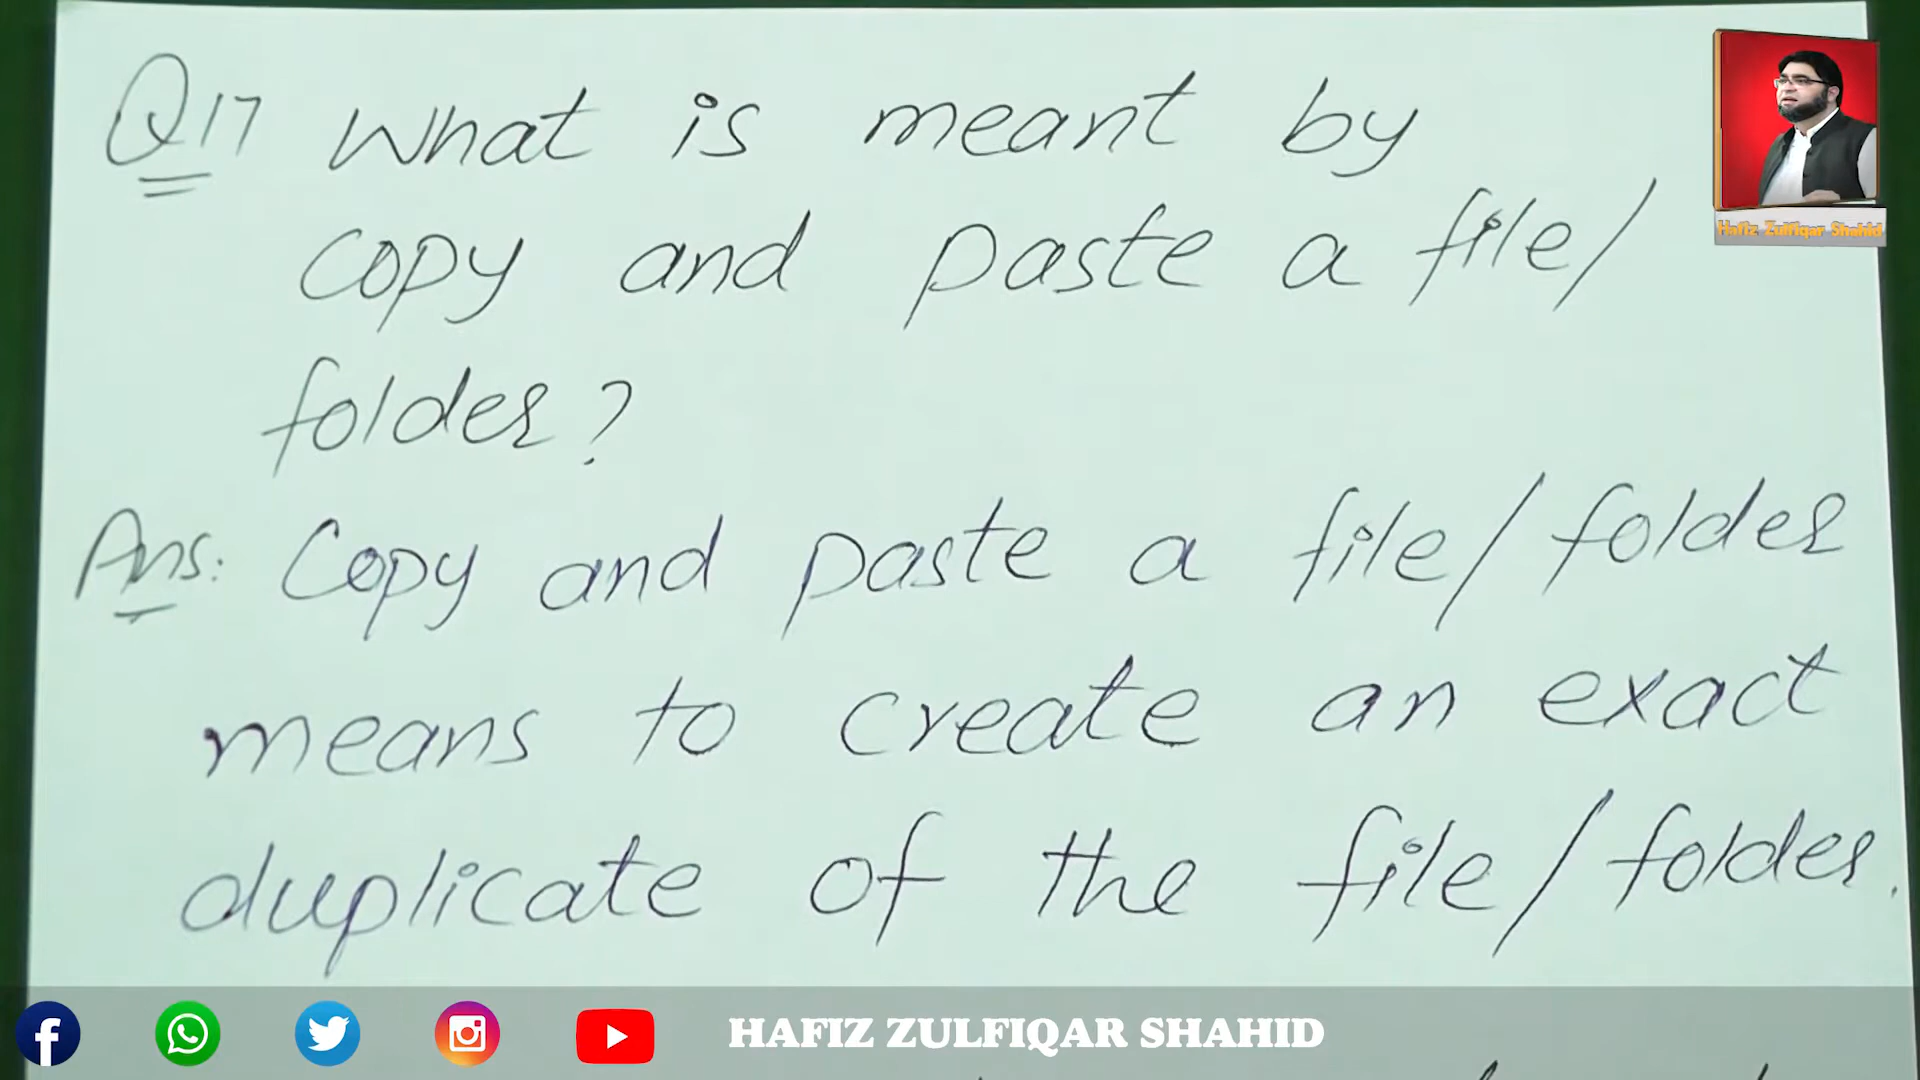 Q17 What is meant by
copy and paste a file/
folder?
Ans: Copy and paste a file/folder
means to create an exact
duplicate of the file/folder.
Hafiz Zulfiqar Shahid
HAFIZ ZULFIQAR SHAHID